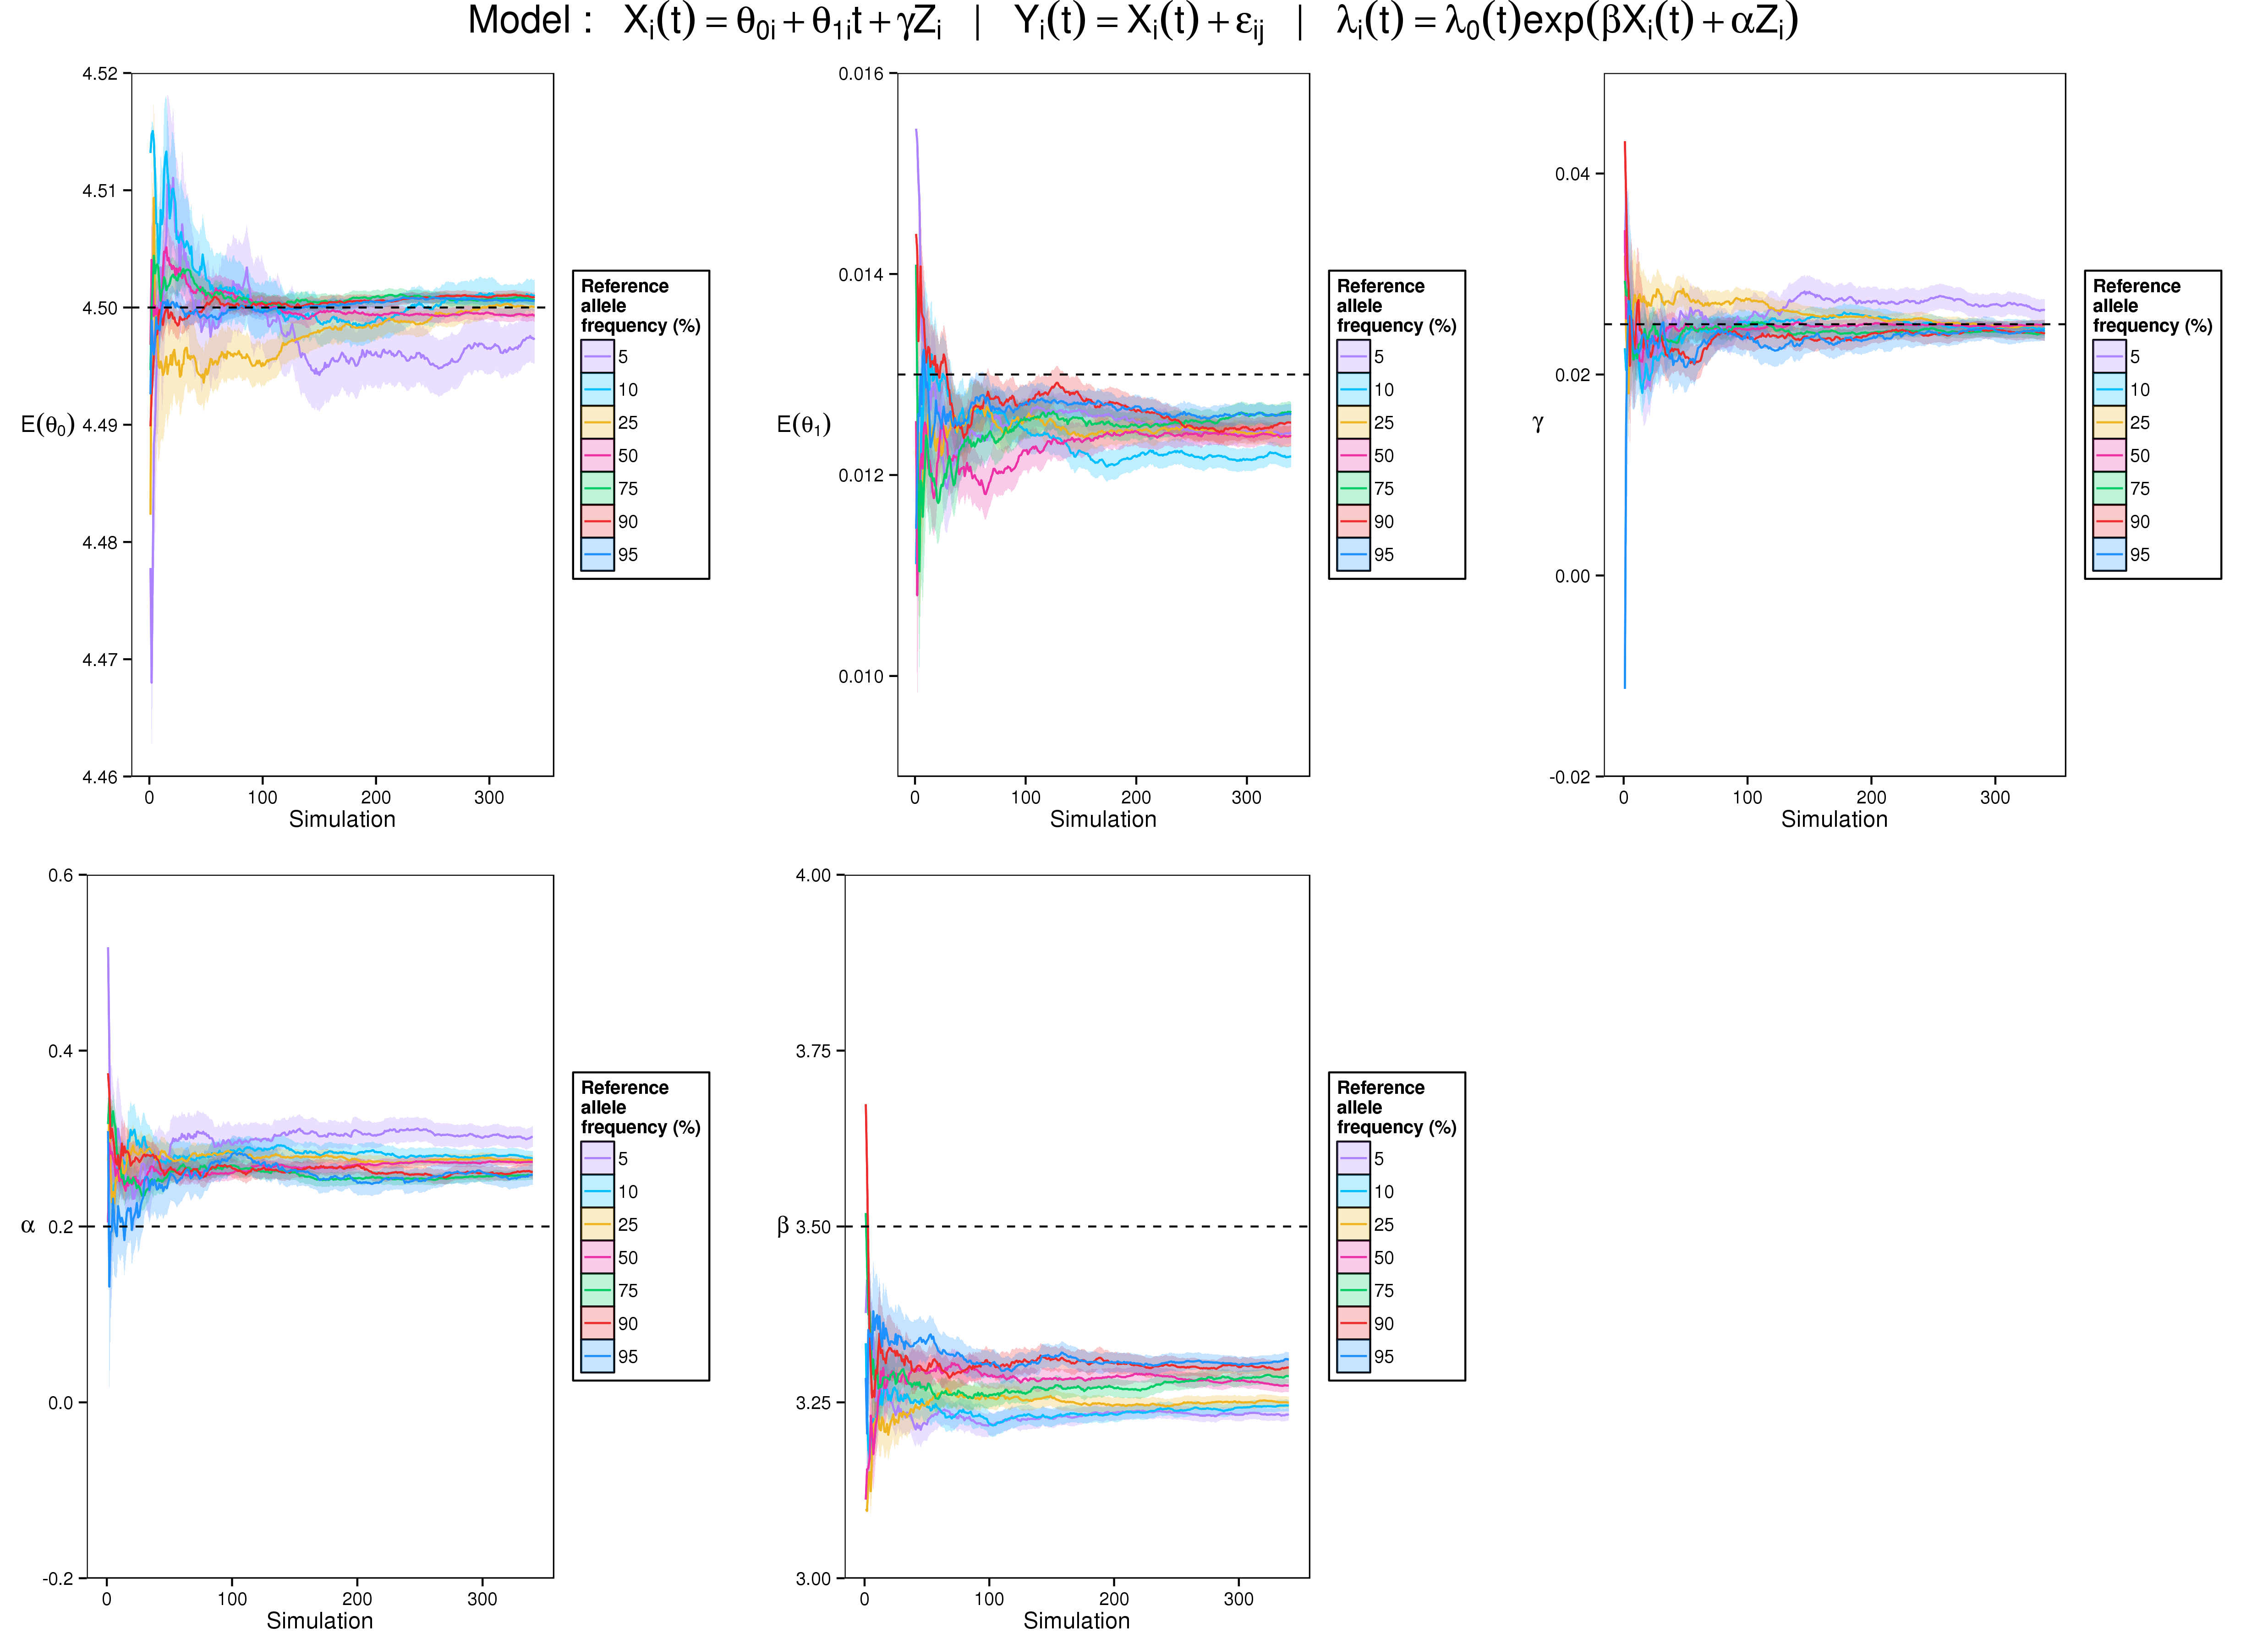 Model : Xi(t) = θ0i + θ1it + γZi | Yi(t) = Xi(t) + εij | λi(t) = λ0(t)exp(βXi(t) + αZi)
4.52
4.51
4.50
4.49
4.48
4.47
4.46
E(θ0)
0 100 200 300
Simulation
Reference
allele
frequency (%)
5
10
25
50
75
90
95
0.016
0.014
0.012
0.010
E(θ1)
0 100 200 300
Simulation
Reference
allele
frequency (%)
5
10
25
50
75
90
95
0.04
0.02
0.00
-0.02
γ
0 100 200 300
Simulation
Reference
allele
frequency (%)
5
10
25
50
75
90
95
0.6
0.4
0.2
0.0
-0.2
α
0 100 200 300
Simulation
Reference
allele
frequency (%)
5
10
25
50
75
90
95
4.00
3.75
3.50
3.25
3.00
β
0 100 200 300
Simulation
Reference
allele
frequency (%)
5
10
25
50
75
90
95